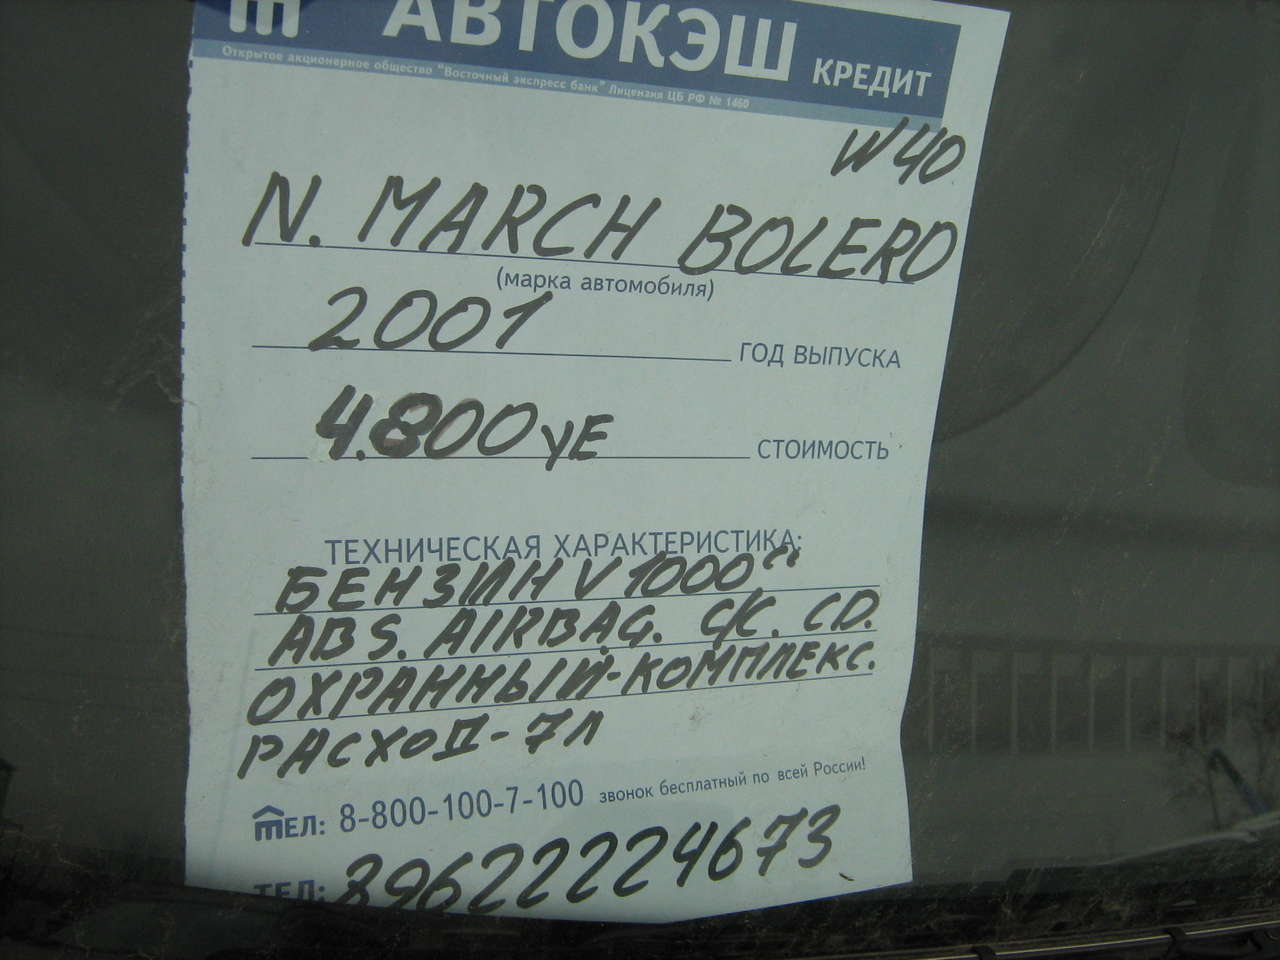 АВТОКЭШ КРЕДИТ
Открытое акционерное общество "Восточный экспресс банк" Лицензия ЦБ РФ № 1460
W40
N. MARCH BOLERO
(марка автомобиля)
2001 ГОД ВЫПУСКА
4.800 уЕ СТОИМОСТЬ
ТЕХНИЧЕСКАЯ ХАРАКТЕРИСТИКА:
БЕНЗИН V 1000"
ABS. AIRBAG. С/С. CD.
ОХРАННЫЙ-КОМПЛЕКС.
РАСХОД-7Л
ТЕЛ: 8-800-100-7-100 звонок бесплатный по всей России!
ТЕЛ: 89622224673